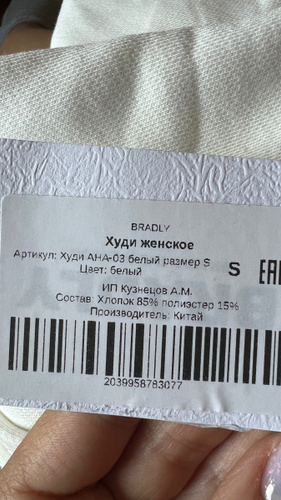 BRADLY
Худи женское
Артикул: Худи АНА-03 белый размер S
Цвет: белый
S
EAC
ИП Кузнецов А.М.
Состав: Хлопок 85% полиэстер 15%
Производитель: Китай
2039958783077